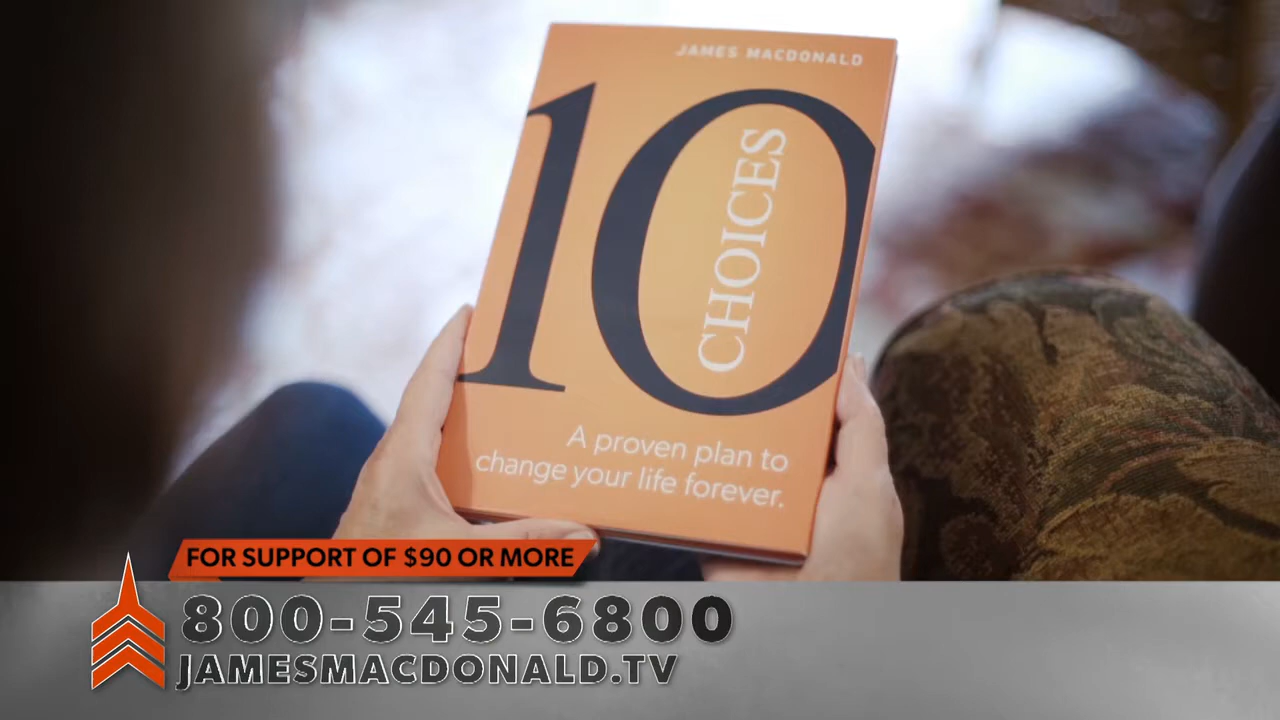 JAMES MACDONALD
10
CHOICES
A proven plan to
change your life forever.
FOR SUPPORT OF $90 OR MORE
800-545-6800
JAMESMACDONALD.TV